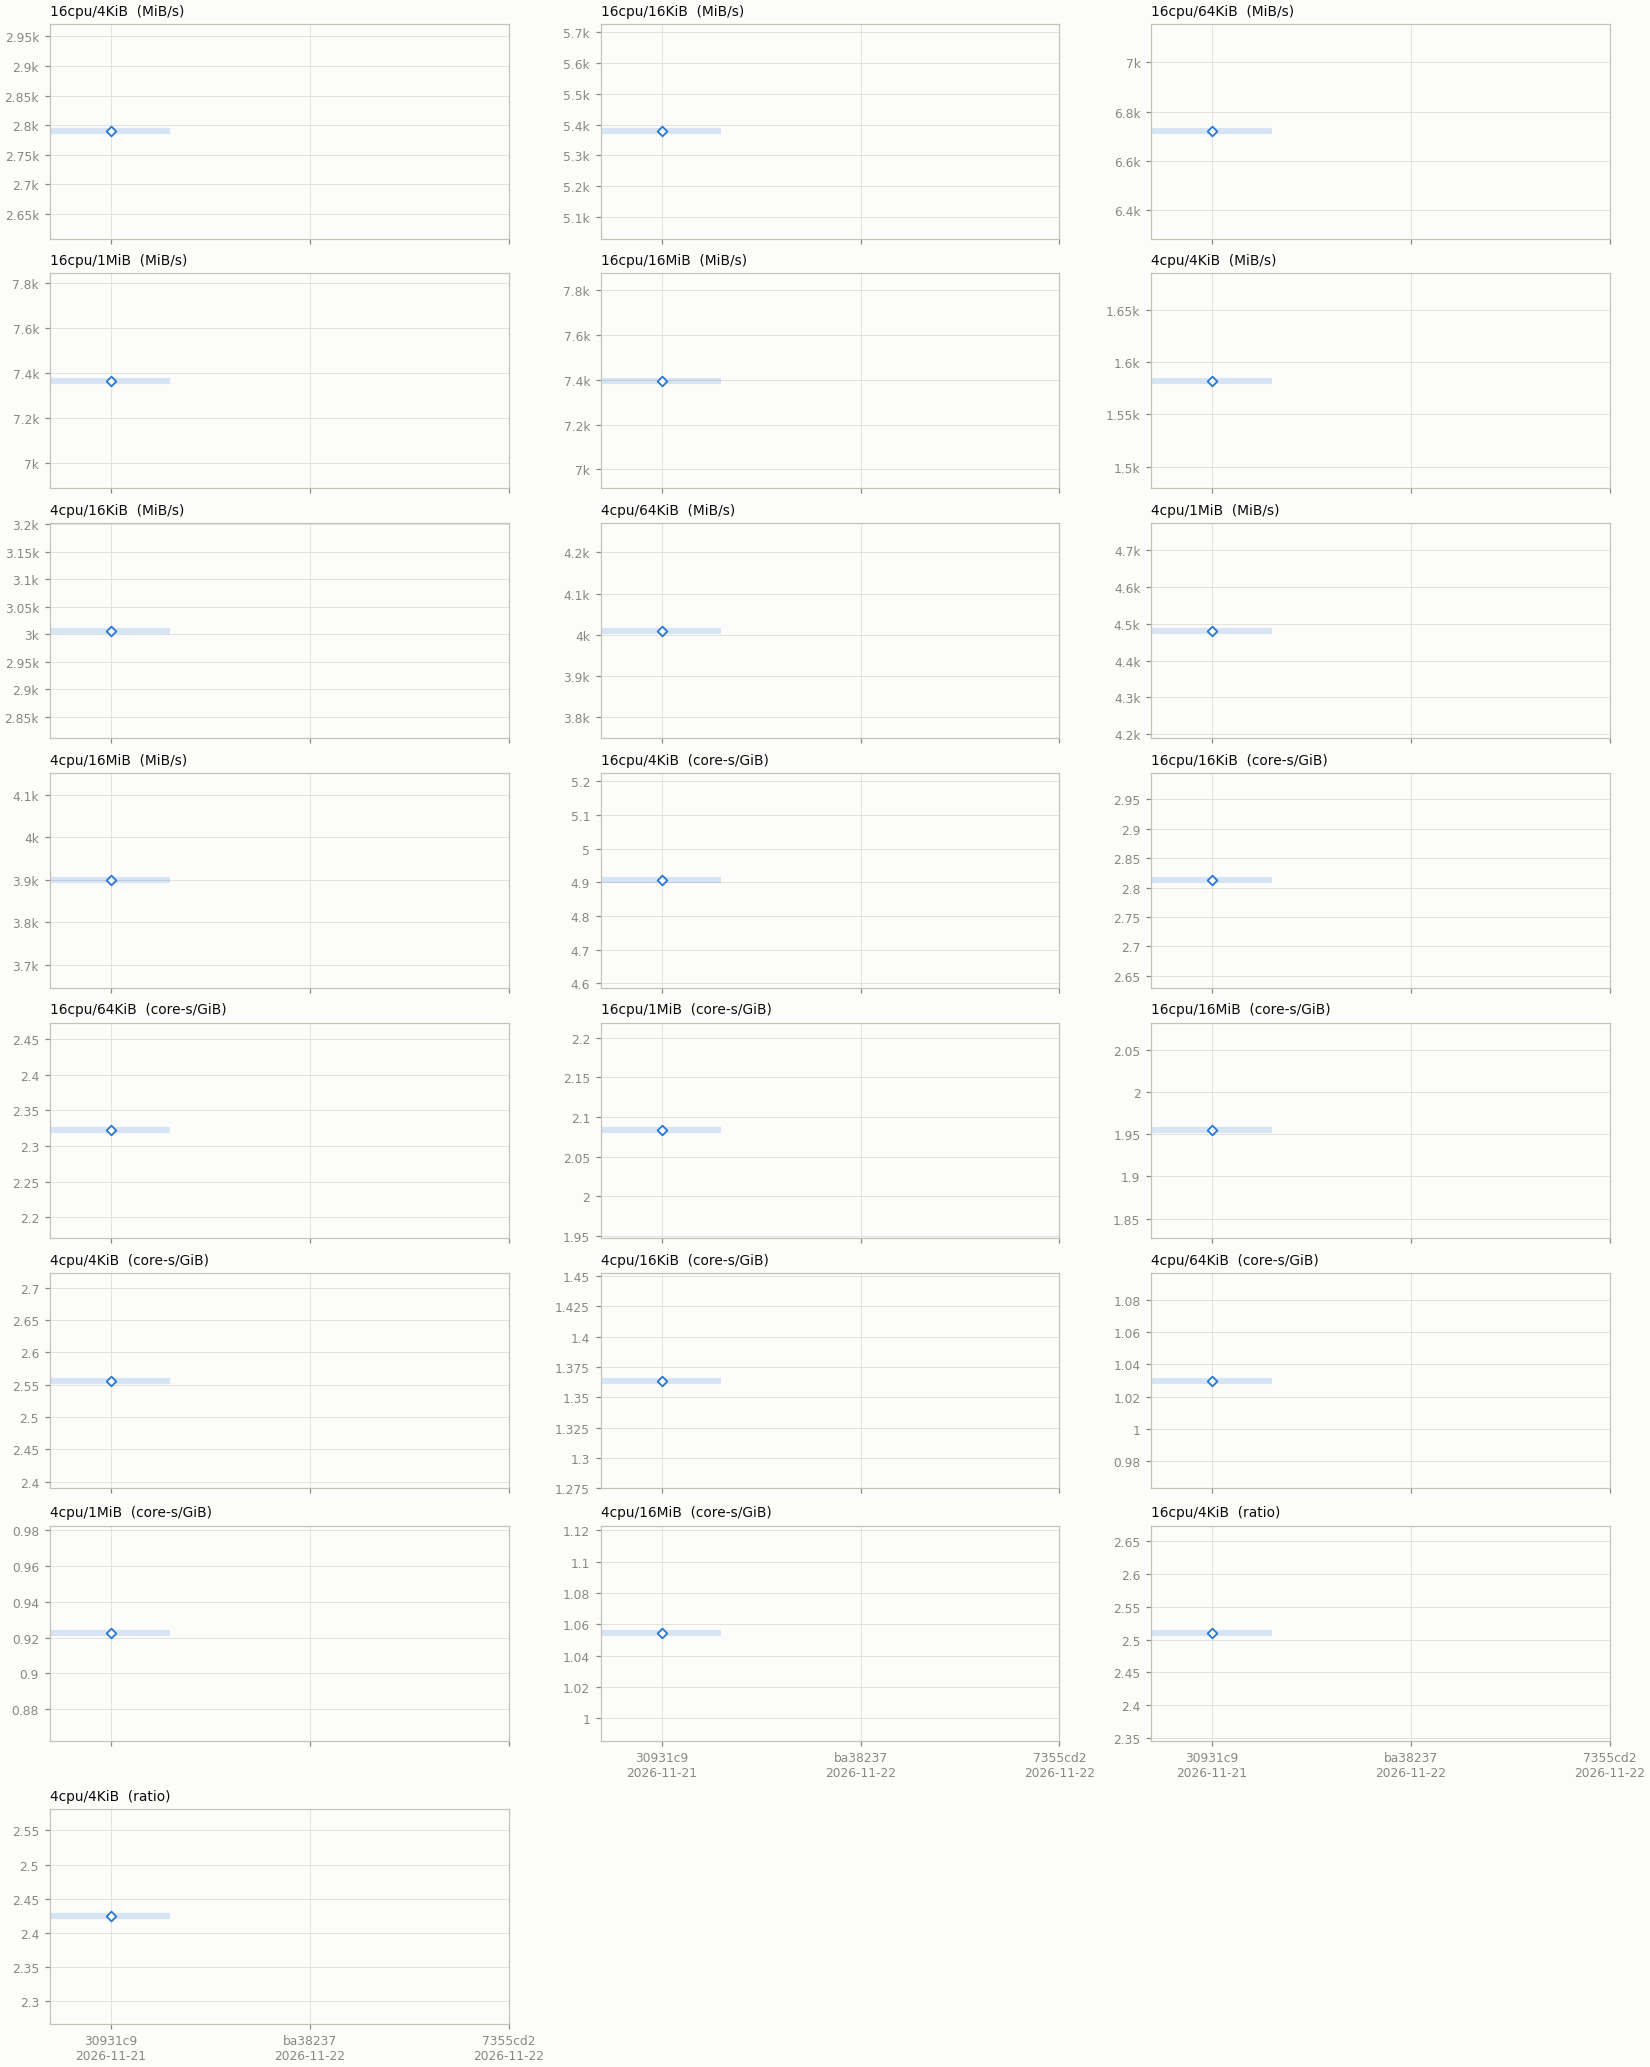 16cpu/4KiB (MiB/s)
2.95k
2.9k
2.85k
2.8k
2.75k
2.7k
2.65k
16cpu/16KiB (MiB/s)
5.7k
5.6k
5.5k
5.4k
5.3k
5.2k
5.1k
16cpu/64KiB (MiB/s)
7k
6.8k
6.6k
6.4k
16cpu/1MiB (MiB/s)
7.8k
7.6k
7.4k
7.2k
7k
16cpu/16MiB (MiB/s)
7.8k
7.6k
7.4k
7.2k
7k
4cpu/4KiB (MiB/s)
1.65k
1.6k
1.55k
1.5k
4cpu/16KiB (MiB/s)
3.2k
3.15k
3.1k
3.05k
3k
2.95k
2.9k
2.85k
4cpu/64KiB (MiB/s)
4.2k
4.1k
4k
3.9k
3.8k
4cpu/1MiB (MiB/s)
4.7k
4.6k
4.5k
4.4k
4.3k
4.2k
4cpu/16MiB (MiB/s)
4.1k
4k
3.9k
3.8k
3.7k
16cpu/4KiB (core-s/GiB)
5.2
5.1
5
4.9
4.8
4.7
4.6
16cpu/16KiB (core-s/GiB)
2.95
2.9
2.85
2.8
2.75
2.7
2.65
16cpu/64KiB (core-s/GiB)
2.45
2.4
2.35
2.3
2.25
2.2
16cpu/1MiB (core-s/GiB)
2.2
2.15
2.1
2.05
2
1.95
16cpu/16MiB (core-s/GiB)
2.05
2
1.95
1.9
1.85
4cpu/4KiB (core-s/GiB)
2.7
2.65
2.6
2.55
2.5
2.45
2.4
4cpu/16KiB (core-s/GiB)
1.45
1.425
1.4
1.375
1.35
1.325
1.3
1.275
4cpu/64KiB (core-s/GiB)
1.08
1.06
1.04
1.02
1
0.98
4cpu/1MiB (core-s/GiB)
0.98
0.96
0.94
0.92
0.9
0.88
4cpu/16MiB (core-s/GiB)
1.12
1.1
1.08
1.06
1.04
1.02
1
30931c9
2026-11-21
ba38237
2026-11-22
7355cd2
2026-11-22
16cpu/4KiB (ratio)
2.65
2.6
2.55
2.5
2.45
2.4
2.35
30931c9
2026-11-21
ba38237
2026-11-22
7355cd2
2026-11-22
4cpu/4KiB (ratio)
2.55
2.5
2.45
2.4
2.35
2.3
30931c9
2026-11-21
ba38237
2026-11-22
7355cd2
2026-11-22